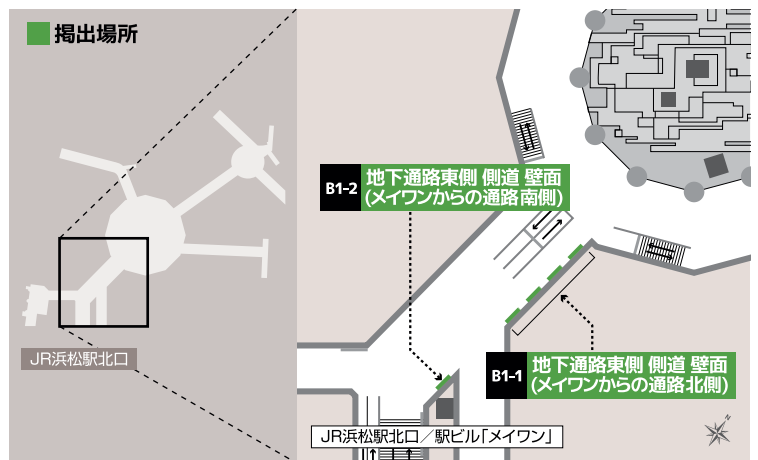 掲出場所
B1-2
地下通路東側 側道 壁面
(メイワンからの通路南側)
B1-1
地下通路東側 側道 壁面
(メイワンからの通路北側)
JR浜松駅北口
JR浜松駅北口／駅ビル「メイワン」
N